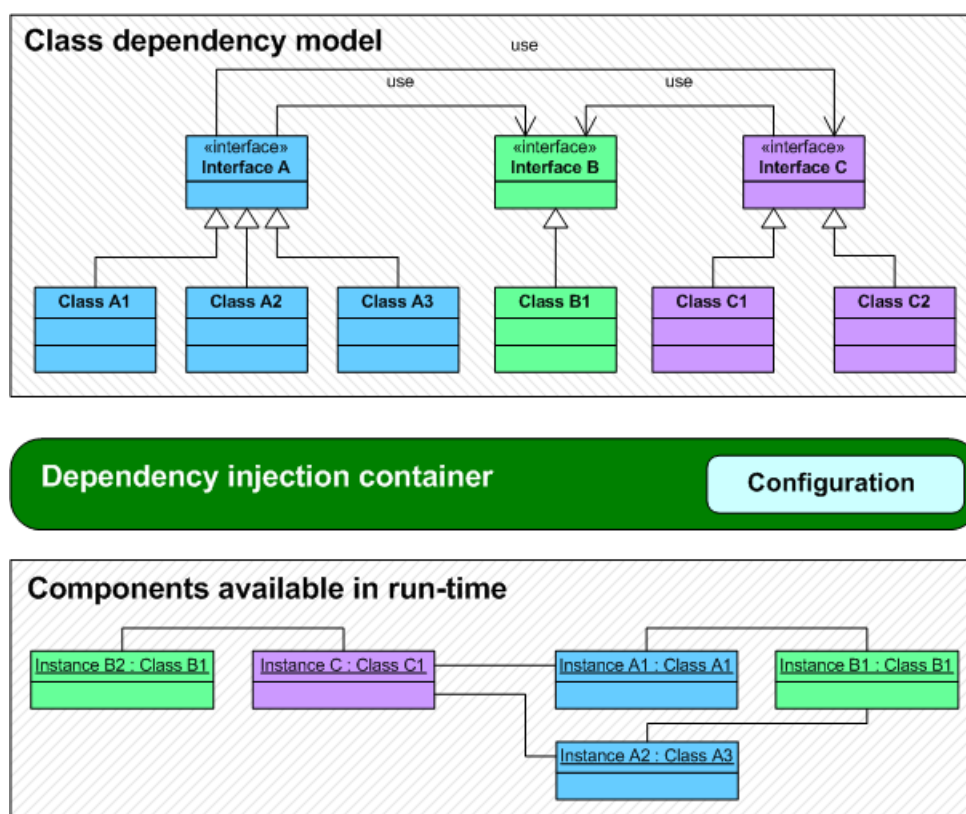 Class dependency model
use
use
use
«interface»
Interface A
«interface»
Interface B
«interface»
Interface C
Class A1
Class A2
Class A3
Class B1
Class C1
Class C2
Dependency injection container
Configuration
Components available in run-time
Instance B2 : Class B1
Instance C : Class C1
Instance A1 : Class A1
Instance B1 : Class B1
Instance A2 : Class A3